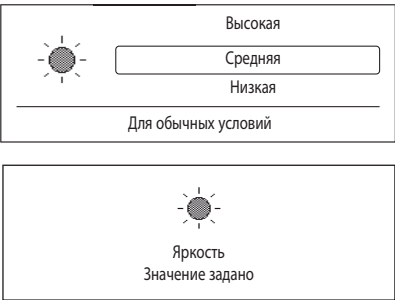 Высокая
Средняя
Низкая
Для обычных условий
Яркость
Значение задано